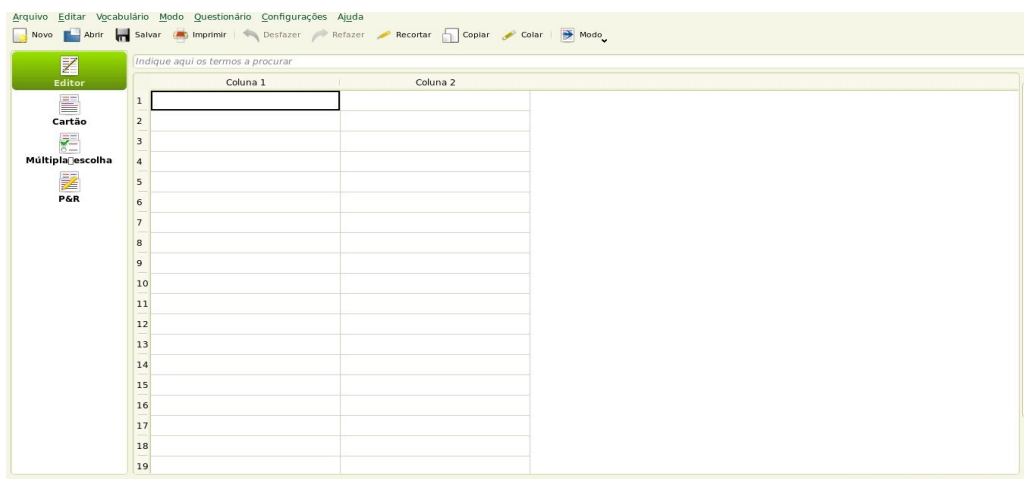 Arquivo Editar Vocabulário Modo Questionário Configurações Ajuda
Novo Abrir Salvar Imprimir Desfazer Refazer Recortar Copiar Colar Modo
Editor
Cartão
Múltipla escolha
P&R
Indique aqui os termos a procurar
Coluna 1 Coluna 2
1
2
3
4
5
6
7
8
9
10
11
12
13
14
15
16
17
18
19